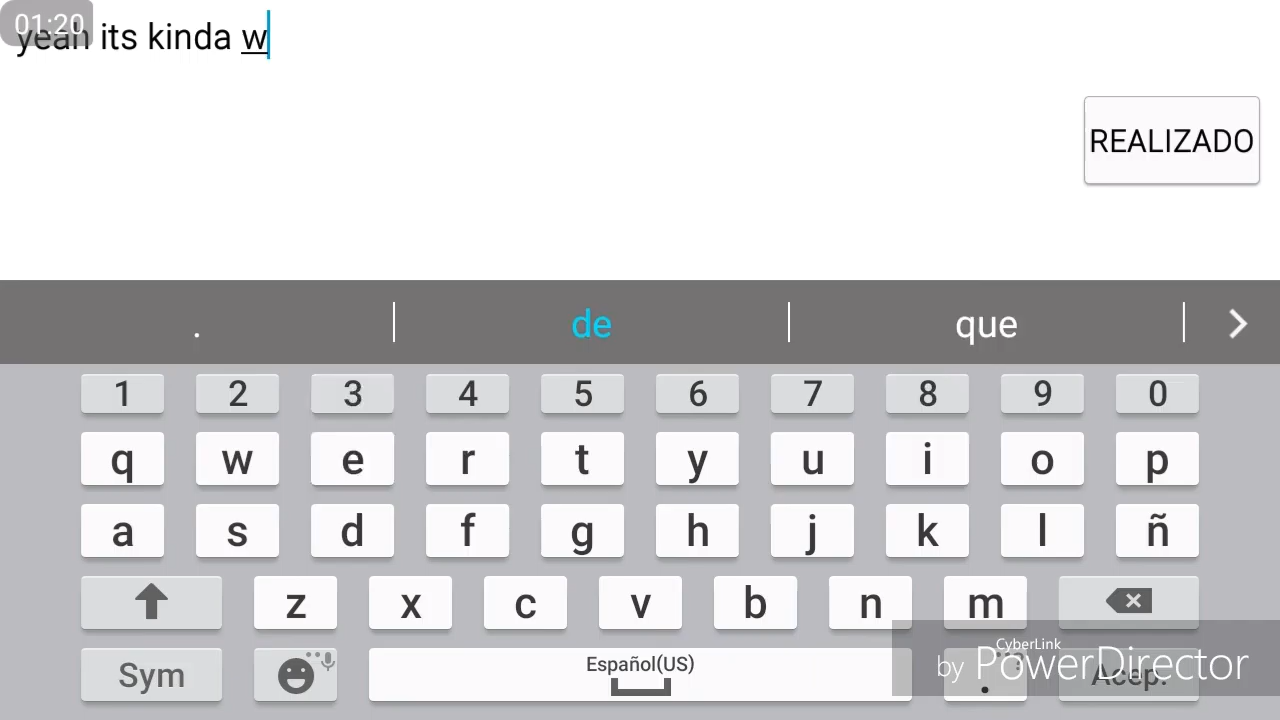 01:20
yeah its kinda w
REALIZADO
. de que
1 2 3 4 5 6 7 8 9 0
q w e r t y u i o p
a s d f g h j k l ñ
z x c v b n m
Sym Español(US) . Acep.
CyberLink
by PowerDirector